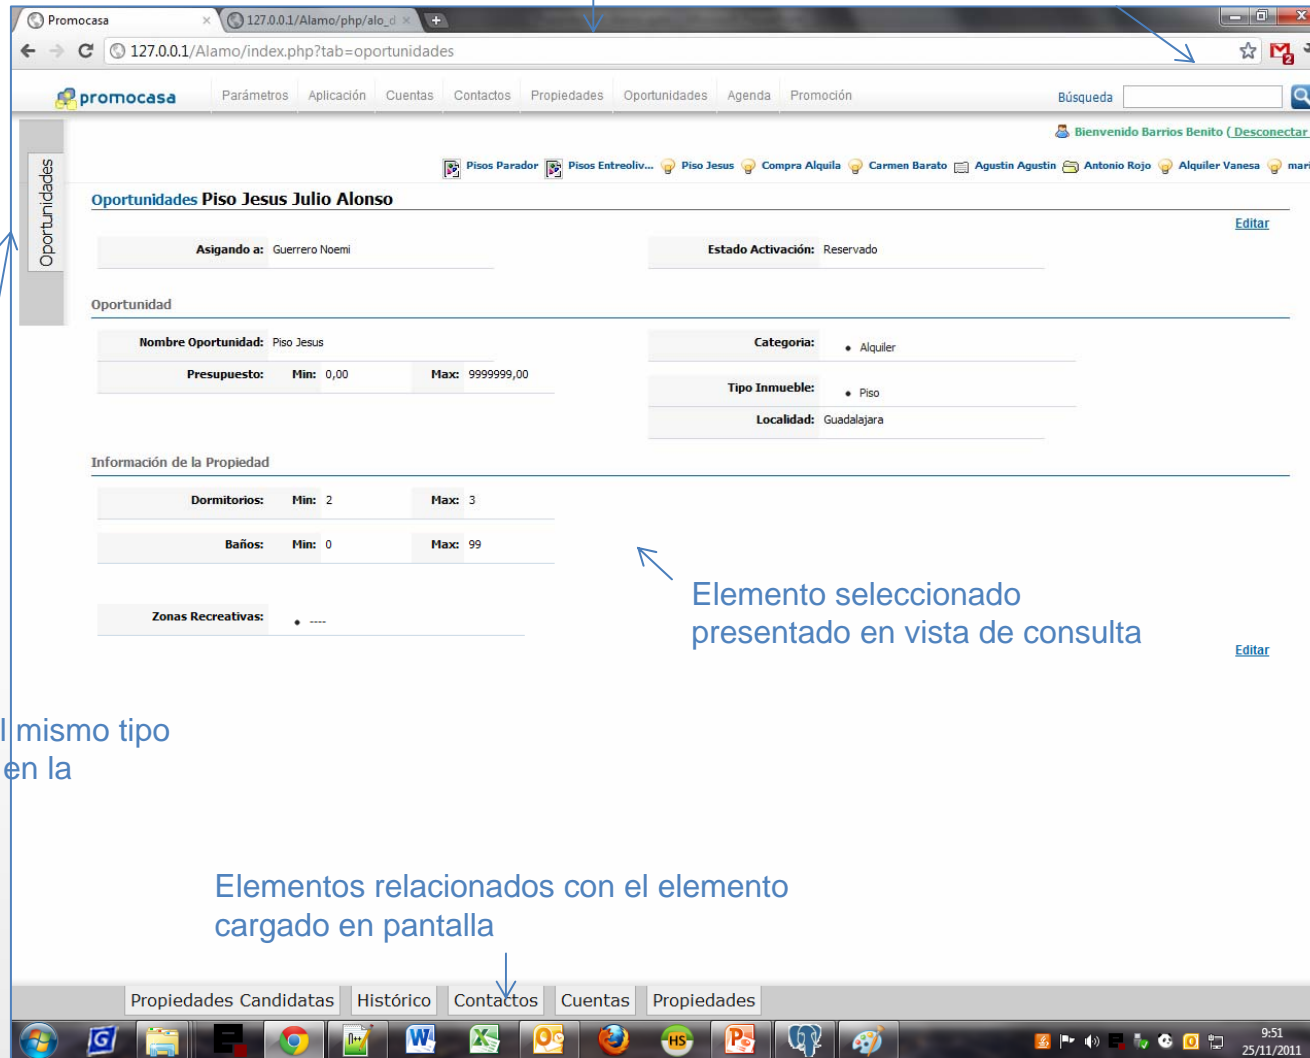 Promocasa
127.0.0.1/Alamo/php/alo_d
127.0.0.1/Alamo/index.php?tab=oportunidades
2
promocasa
Parámetros Aplicación Cuentas Contactos Propiedades Oportunidades Agenda Promoción
Búsqueda
Bienvenido Barrios Benito ( Desconectar
Pisos Parador Pisos Entreoliv... Piso Jesus Compra Alquila Carmen Barato Agustin Agustin Antonio Rojo Alquiler Vanesa mari
Oportunidades
Oportunidades Piso Jesus Julio Alonso
Editar
Asigando a: Guerrero Noemi Estado Activación: Reservado
Oportunidad
Nombre Oportunidad: Piso Jesus Categoria: • Alquiler
Presupuesto: Min: 0,00 Max: 9999999,00
Tipo Inmueble: • Piso
Localidad: Guadalajara
Información de la Propiedad
Dormitorios: Min: 2 Max: 3
Baños: Min: 0 Max: 99
Elemento seleccionado
presentado en vista de consulta
Zonas Recreativas: • ----
Editar
l mismo tipo
en la
Elementos relacionados con el elemento
cargado en pantalla
Propiedades Candidatas Histórico Contactos Cuentas Propiedades
HS
9:51
25/11/2011